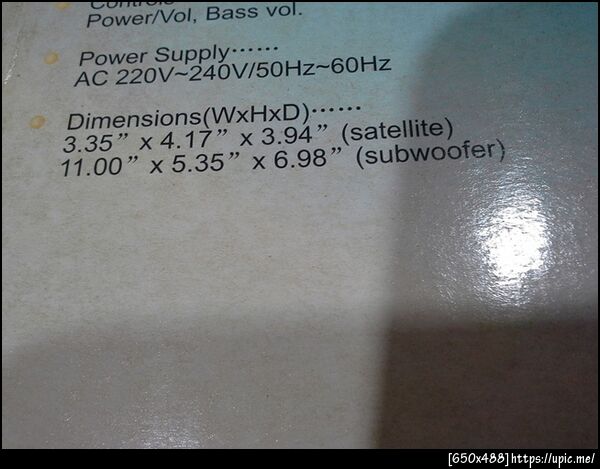 Controls
Power/Vol, Bass vol.
Power Supply······
AC 220V~240V/50Hz~60Hz
Dimensions(WxHxD)······
3.35” x 4.17” x 3.94” (satellite)
11.00” x 5.35” x 6.98” (subwoofer)
[650x488]https://upic.me/